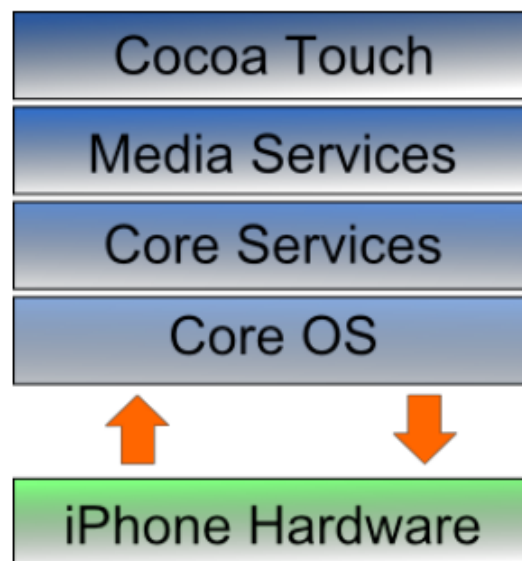 Cocoa Touch
Media Services
Core Services
Core OS
iPhone Hardware